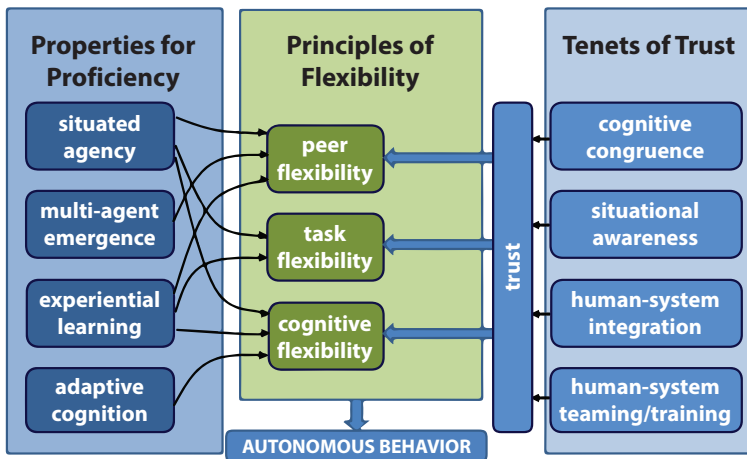 Properties for
Proficiency
situated
agency
multi-agent
emergence
experiential
learning
adaptive
cognition
Principles of
Flexibility
peer
flexibility
task
flexibility
cognitive
flexibility
AUTONOMOUS BEHAVIOR
trust
Tenets of Trust
cognitive
congruence
situational
awareness
human-system
integration
human-system
teaming/training